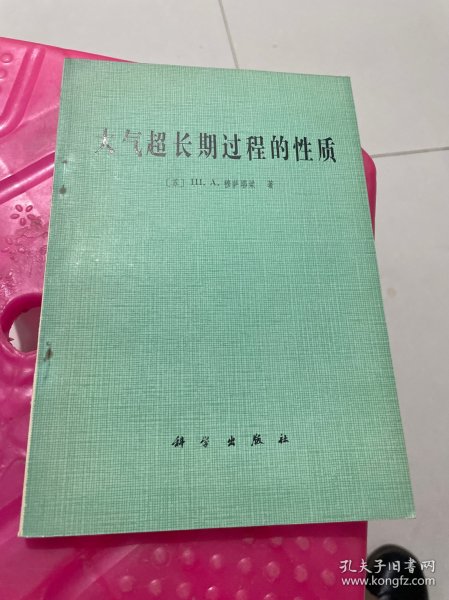 大气超长期过程的性质
〔苏〕Ш. А. 穆萨耶梁 著
科学出版社
孔夫子旧书网
www.kongfz.com